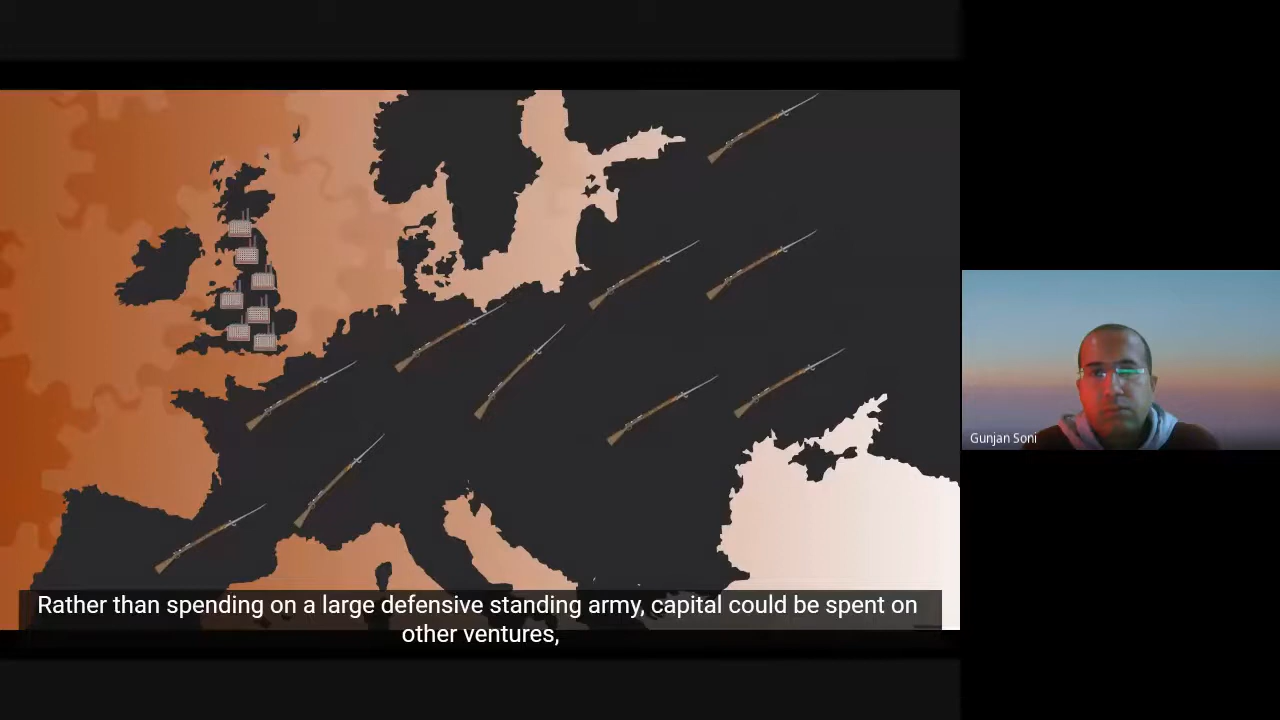 Gunjan Soni
Rather than spending on a large defensive standing army, capital could be spent on
other ventures,